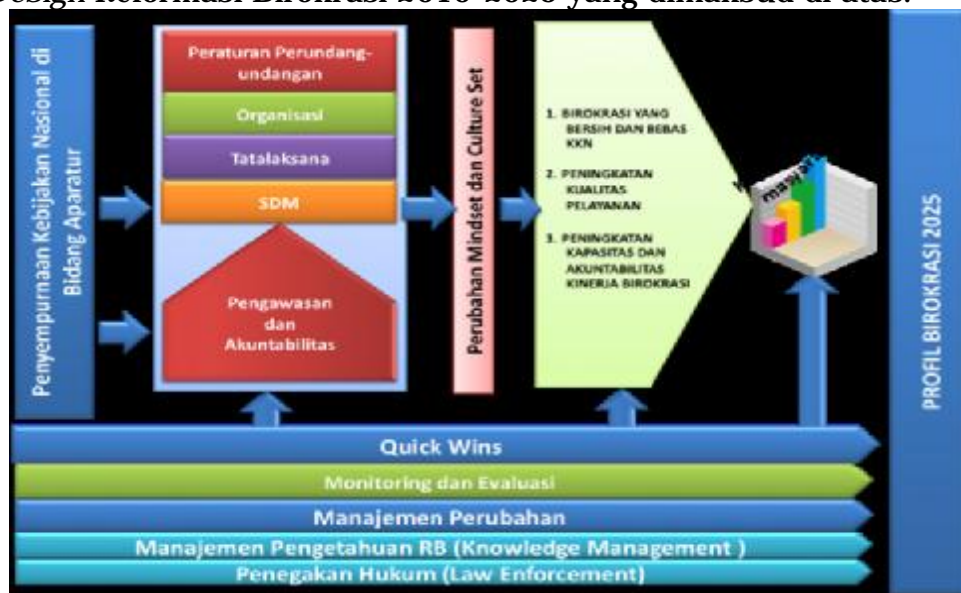 Design Reformasi Birokrasi 2010-2020 yang dimaksud di atas.
Penyempurnaan Kebijakan Nasional di
Bidang Aparatur
Peraturan Perundang-
undangan
Organisasi
Tatalaksana
SDM
Pengawasan
dan
Akuntabilitas
Perubahan Mindset dan Culture Set
1. BIROKRASI YANG
BERSIH DAN BEBAS
KKN
2. PENINGKATAN
KUALITAS
PELAYANAN
3. PENINGKATAN
KAPASITAS DAN
AKUNTABILITAS
KINERJA BIROKRASI
PROFIL BIROKRASI 2025
Quick Wins
Monitoring dan Evaluasi
Manajemen Perubahan
Manajemen Pengetahuan RB (Knowledge Management )
Penegakan Hukum (Law Enforcement)